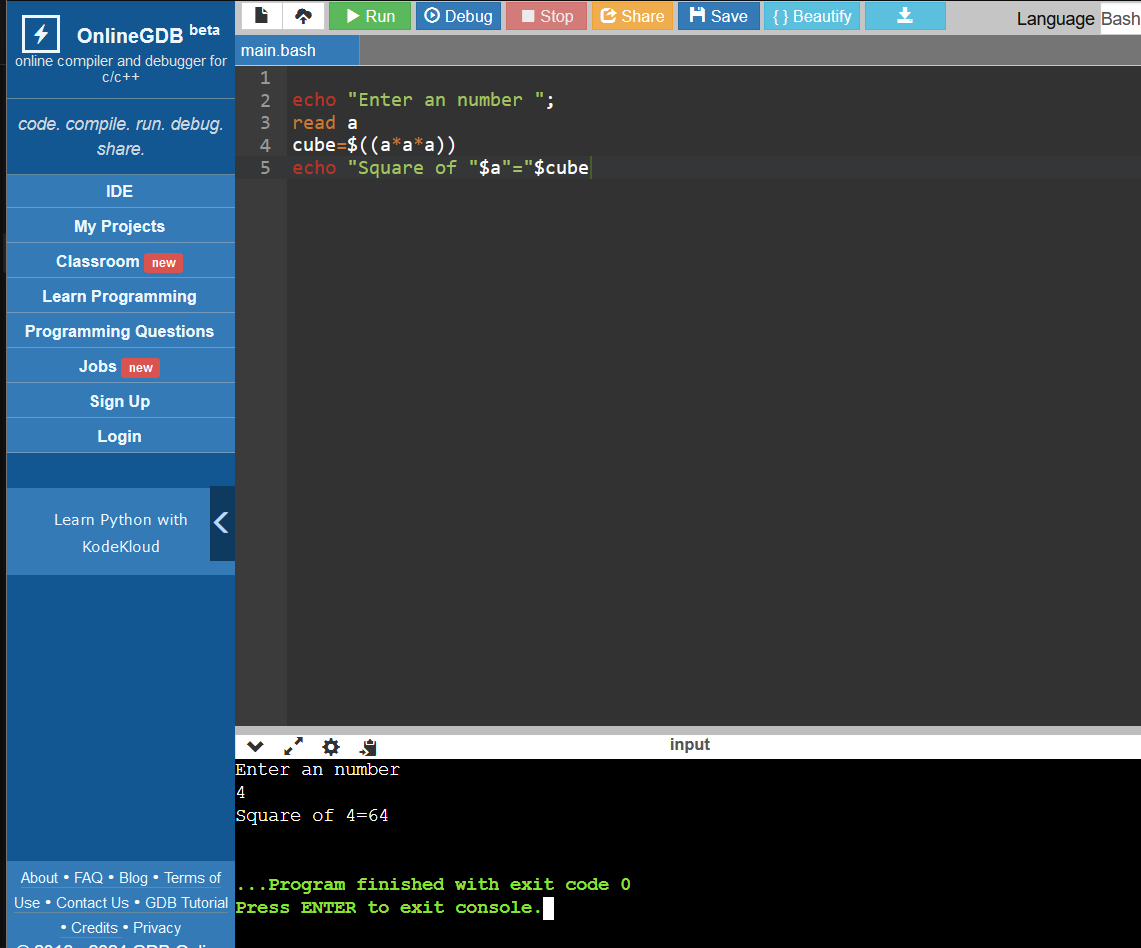 OnlineGDB beta
online compiler and debugger for
c/c++
code. compile. run. debug.
share.
IDE
My Projects
Classroom new
Learn Programming
Programming Questions
Jobs new
Sign Up
Login
Learn Python with
KodeKloud
About • FAQ • Blog • Terms of
Use • Contact Us • GDB Tutorial
• Credits • Privacy
GDB
Run Debug Stop Share Save { } Beautify
Language Bash
main.bash
1
2 echo "Enter an number ";
3 read a
4 cube=$((a*a*a))
5 echo "Square of "$a"="$cube
input
Enter an number
4
Square of 4=64
...Program finished with exit code 0
Press ENTER to exit console.